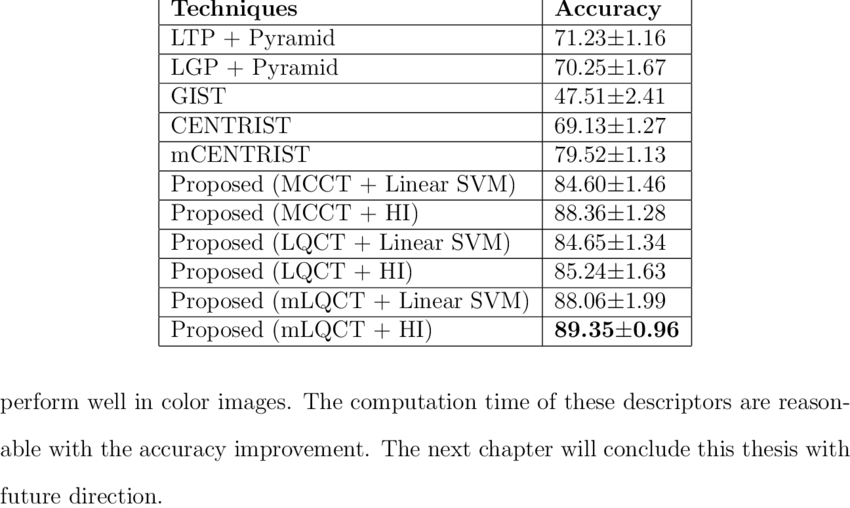 Techniques Accuracy
LTP + Pyramid 71.23±1.16
LGP + Pyramid 70.25±1.67
GIST 47.51±2.41
CENTRIST 69.13±1.27
mCENTRIST 79.52±1.13
Proposed (MCCT + Linear SVM) 84.60±1.46
Proposed (MCCT + HI) 88.36±1.28
Proposed (LQCT + Linear SVM) 84.65±1.34
Proposed (LQCT + HI) 85.24±1.63
Proposed (mLQCT + Linear SVM) 88.06±1.99
Proposed (mLQCT + HI) 89.35±0.96
perform well in color images. The computation time of these descriptors are reason-
able with the accuracy improvement. The next chapter will conclude this thesis with
future direction.